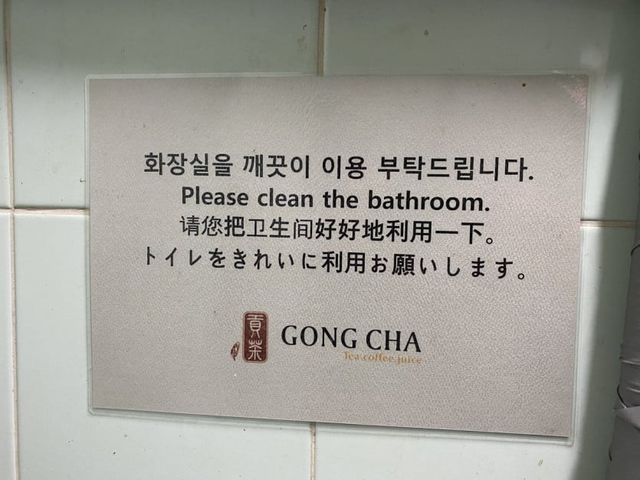 화장실을 깨끗이 이용 부탁드립니다.
Please clean the bathroom.
请您把卫生间好好地利用一下。
トイレをきれいに利用お願いします。
貢茶
GONG CHA
Tea.coffee.juice